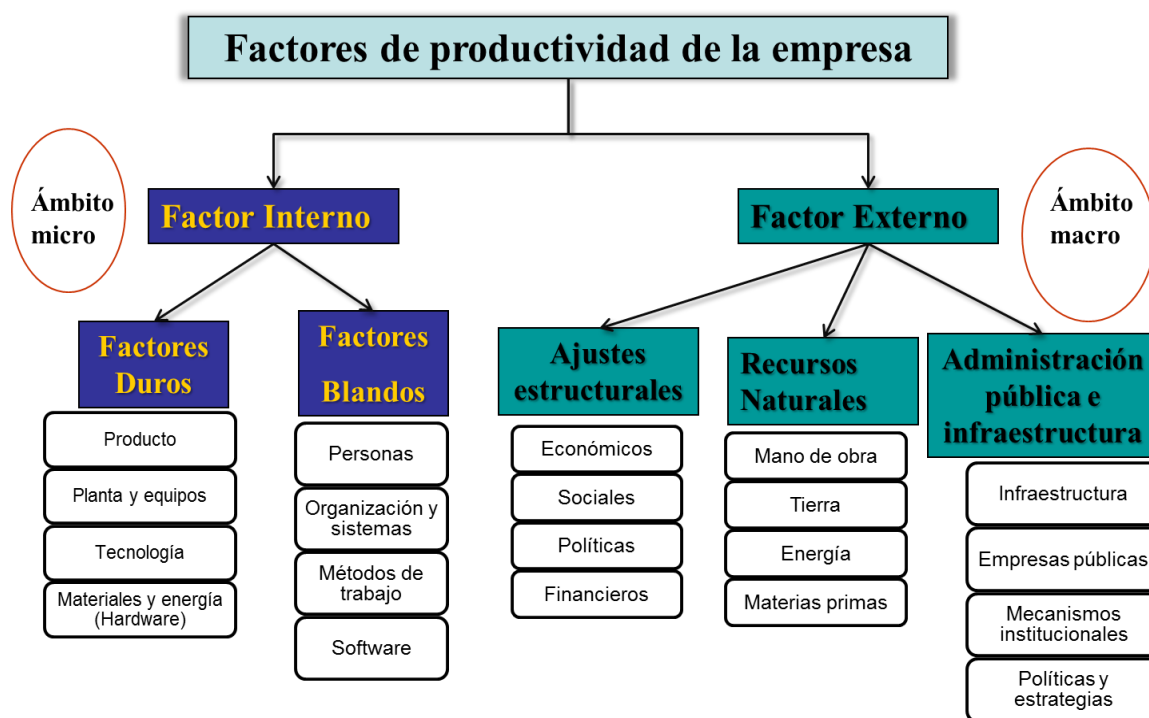 Factores de productividad de la empresa
Ámbito
micro
Factor Interno
Factor Externo
Ámbito
macro
Factores
Duros
Producto
Planta y equipos
Tecnología
Materiales y energía
(Hardware)
Factores
Blandos
Personas
Organización y
sistemas
Métodos de
trabajo
Software
Ajustes
estructurales
Económicos
Sociales
Políticas
Financieros
Recursos
Naturales
Mano de obra
Tierra
Energía
Materias primas
Administración
pública e
infraestructura
Infraestructura
Empresas públicas
Mecanismos
institucionales
Políticas y
estrategias